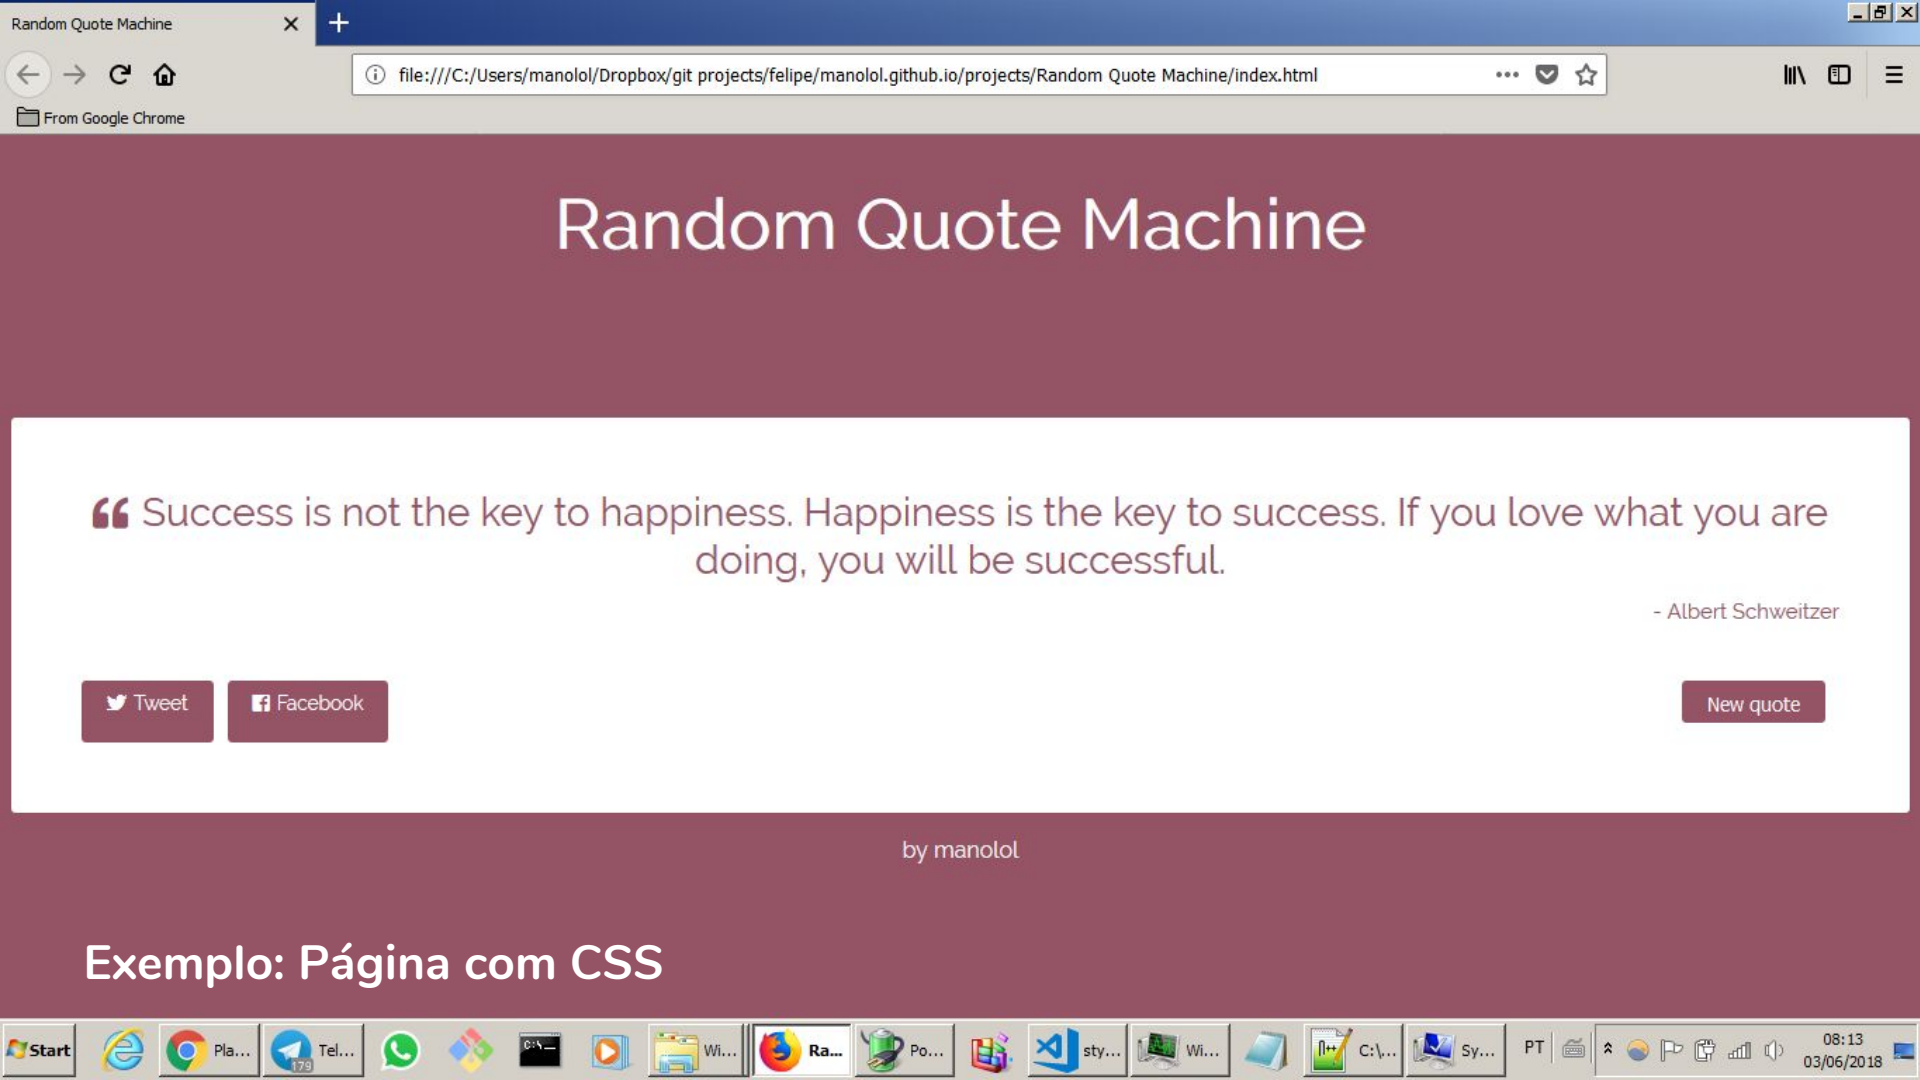 Random Quote Machine
file:///C:/Users/manolol/Dropbox/git projects/felipe/manolol.github.io/projects/Random Quote Machine/index.html
From Google Chrome
Random Quote Machine
Success is not the key to happiness. Happiness is the key to success. If you love what you are
doing, you will be successful.
- Albert Schweitzer
Tweet
Facebook
New quote
by manolol
Exemplo: Página com CSS
Start
Pla...
179
Tel...
C:\_
Wi...
Ra...
Po...
sty...
Wi...
C:\...
Sy...
PT
08:13
03/06/2018